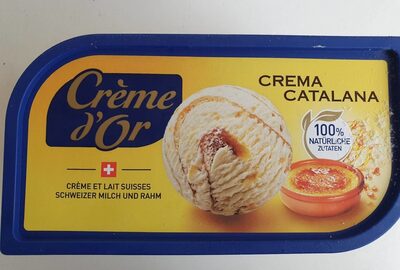 Crème
d'Or
CRÈME ET LAIT SUISSES
SCHWEIZER MILCH UND RAHM
CREMA
CATALANA
100%
NATÜRLICHE
ZUTATEN